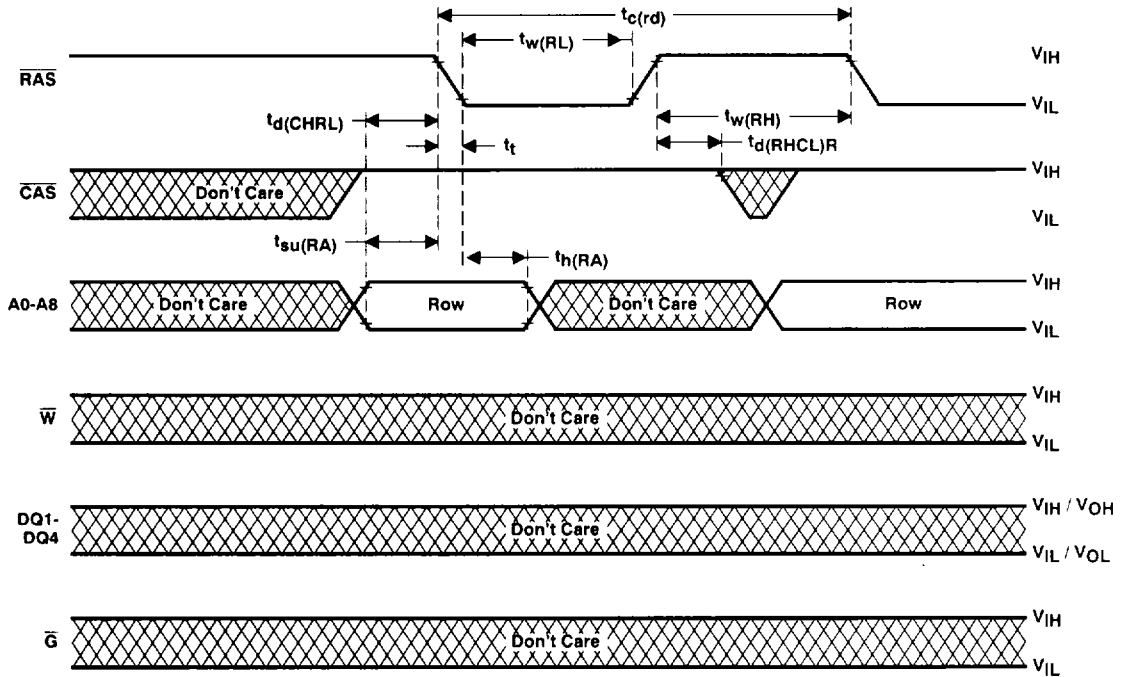 tc(rd)
tw(RL)
VIH
RAS
VIL
td(CHRL)
tw(RH)
tt
td(RHCL)R
VIH
CAS
Don't Care
VIL
tsu(RA)
th(RA)
VIH
A0-A8
Don't Care
Row
Don't Care
Row
VIL
VIH
W
Don't Care
VIL
VIH / VOH
DQ1-
DQ4
Don't Care
VIL / VOL
VIH
G
Don't Care
VIL